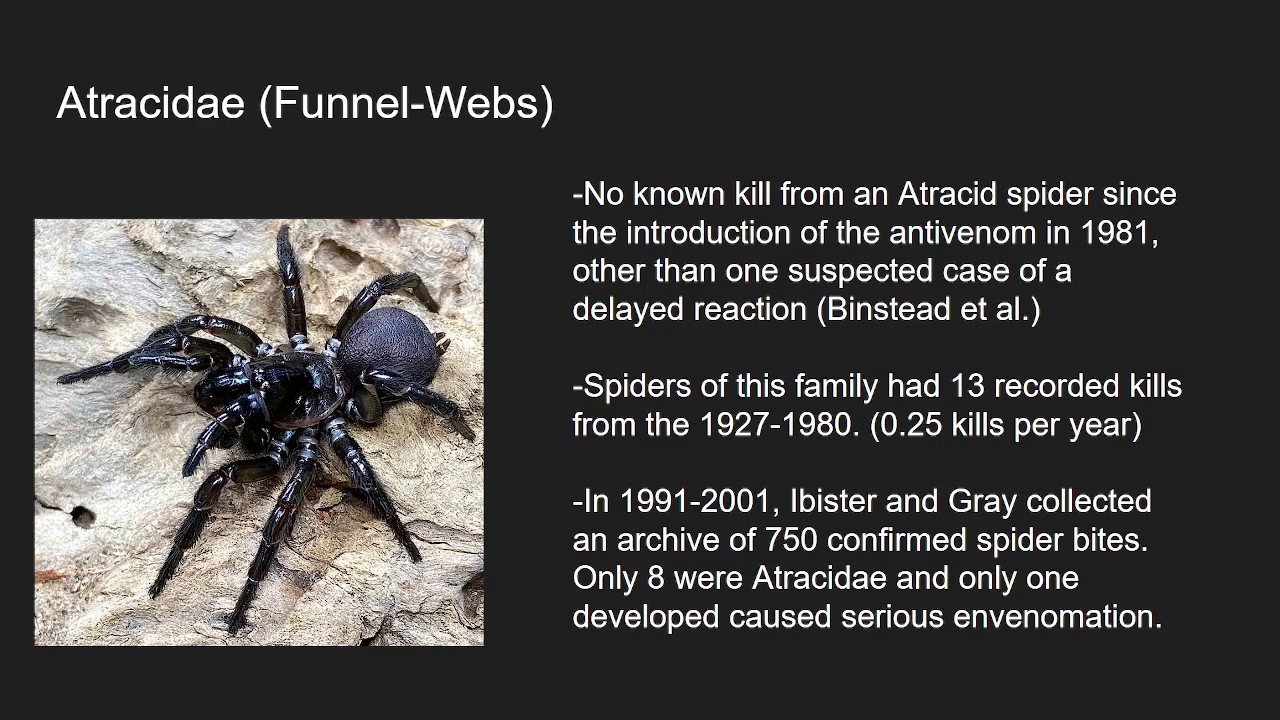 Atracidae (Funnel-Webs)
-No known kill from an Atracid spider since
the introduction of the antivenom in 1981,
other than one suspected case of a
delayed reaction (Binstead et al.)
-Spiders of this family had 13 recorded kills
from the 1927-1980. (0.25 kills per year)
-In 1991-2001, Ibister and Gray collected
an archive of 750 confirmed spider bites.
Only 8 were Atracidae and only one
developed caused serious envenomation.